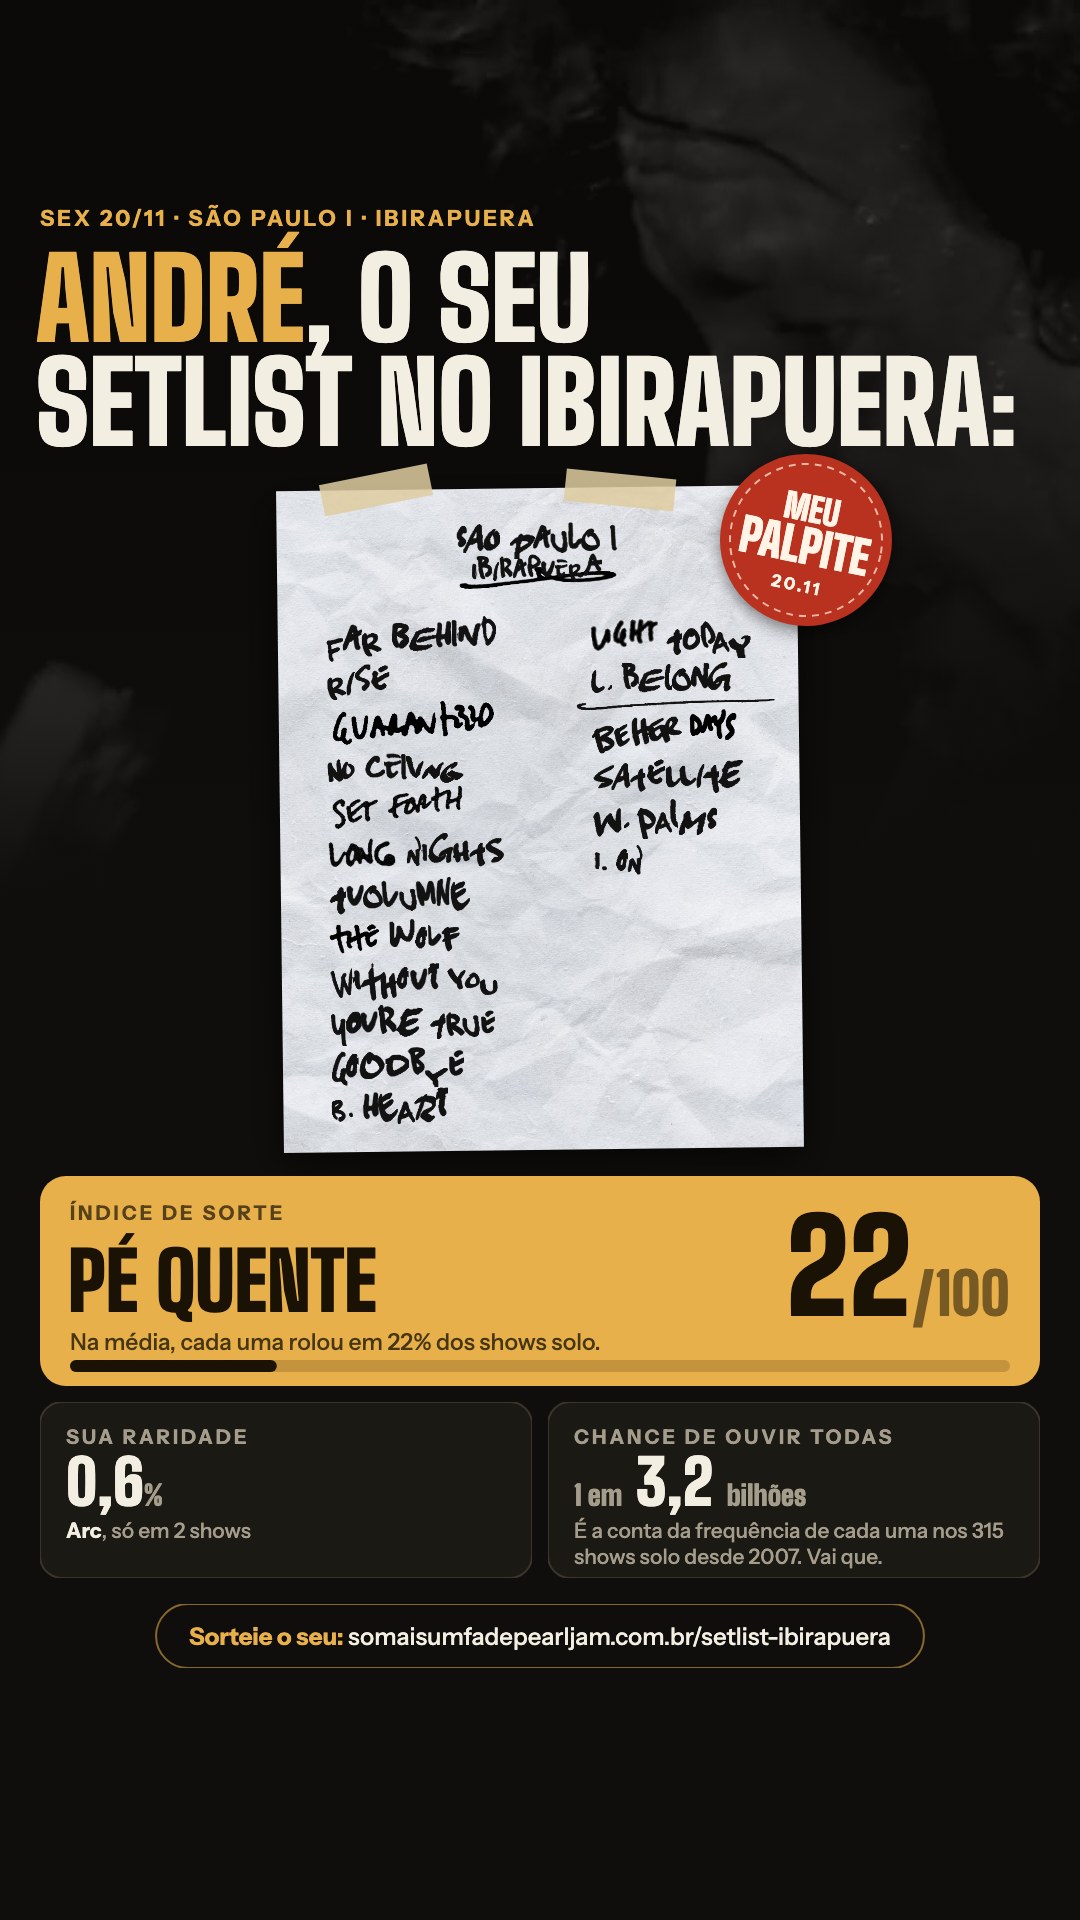 SEX 20/11 · SÃO PAULO I · IBIRAPUERA
ANDRÉ, O SEU
SETLIST NO IBIRAPUERA:
MEU
PALPITE
20.11
SAO PAULO I
IBIRAPUERA
FAR BEHIND
RISE
GUARANTEED
NO CEILING
SET FORTH
LONG NIGHTS
TUOLUMNE
THE WOLF
WITHOUT YOU
YOURE TRUE
GOODBYE
B. HEART
LIGHT TODAY
L. BELONG
BETTER DAYS
SATELLITE
W. PALMS
I. ON
ÍNDICE DE SORTE
PÉ QUENTE
22/100
Na média, cada uma rolou em 22% dos shows solo.
SUA RARIDADE
0,6%
Arc, só em 2 shows
CHANCE DE OUVIR TODAS
1 em 3,2 bilhões
É a conta da frequência de cada uma nos 315
shows solo desde 2007. Vai que.
Sorteie o seu: somaisumfadepearljam.com.br/setlist-ibirapuera